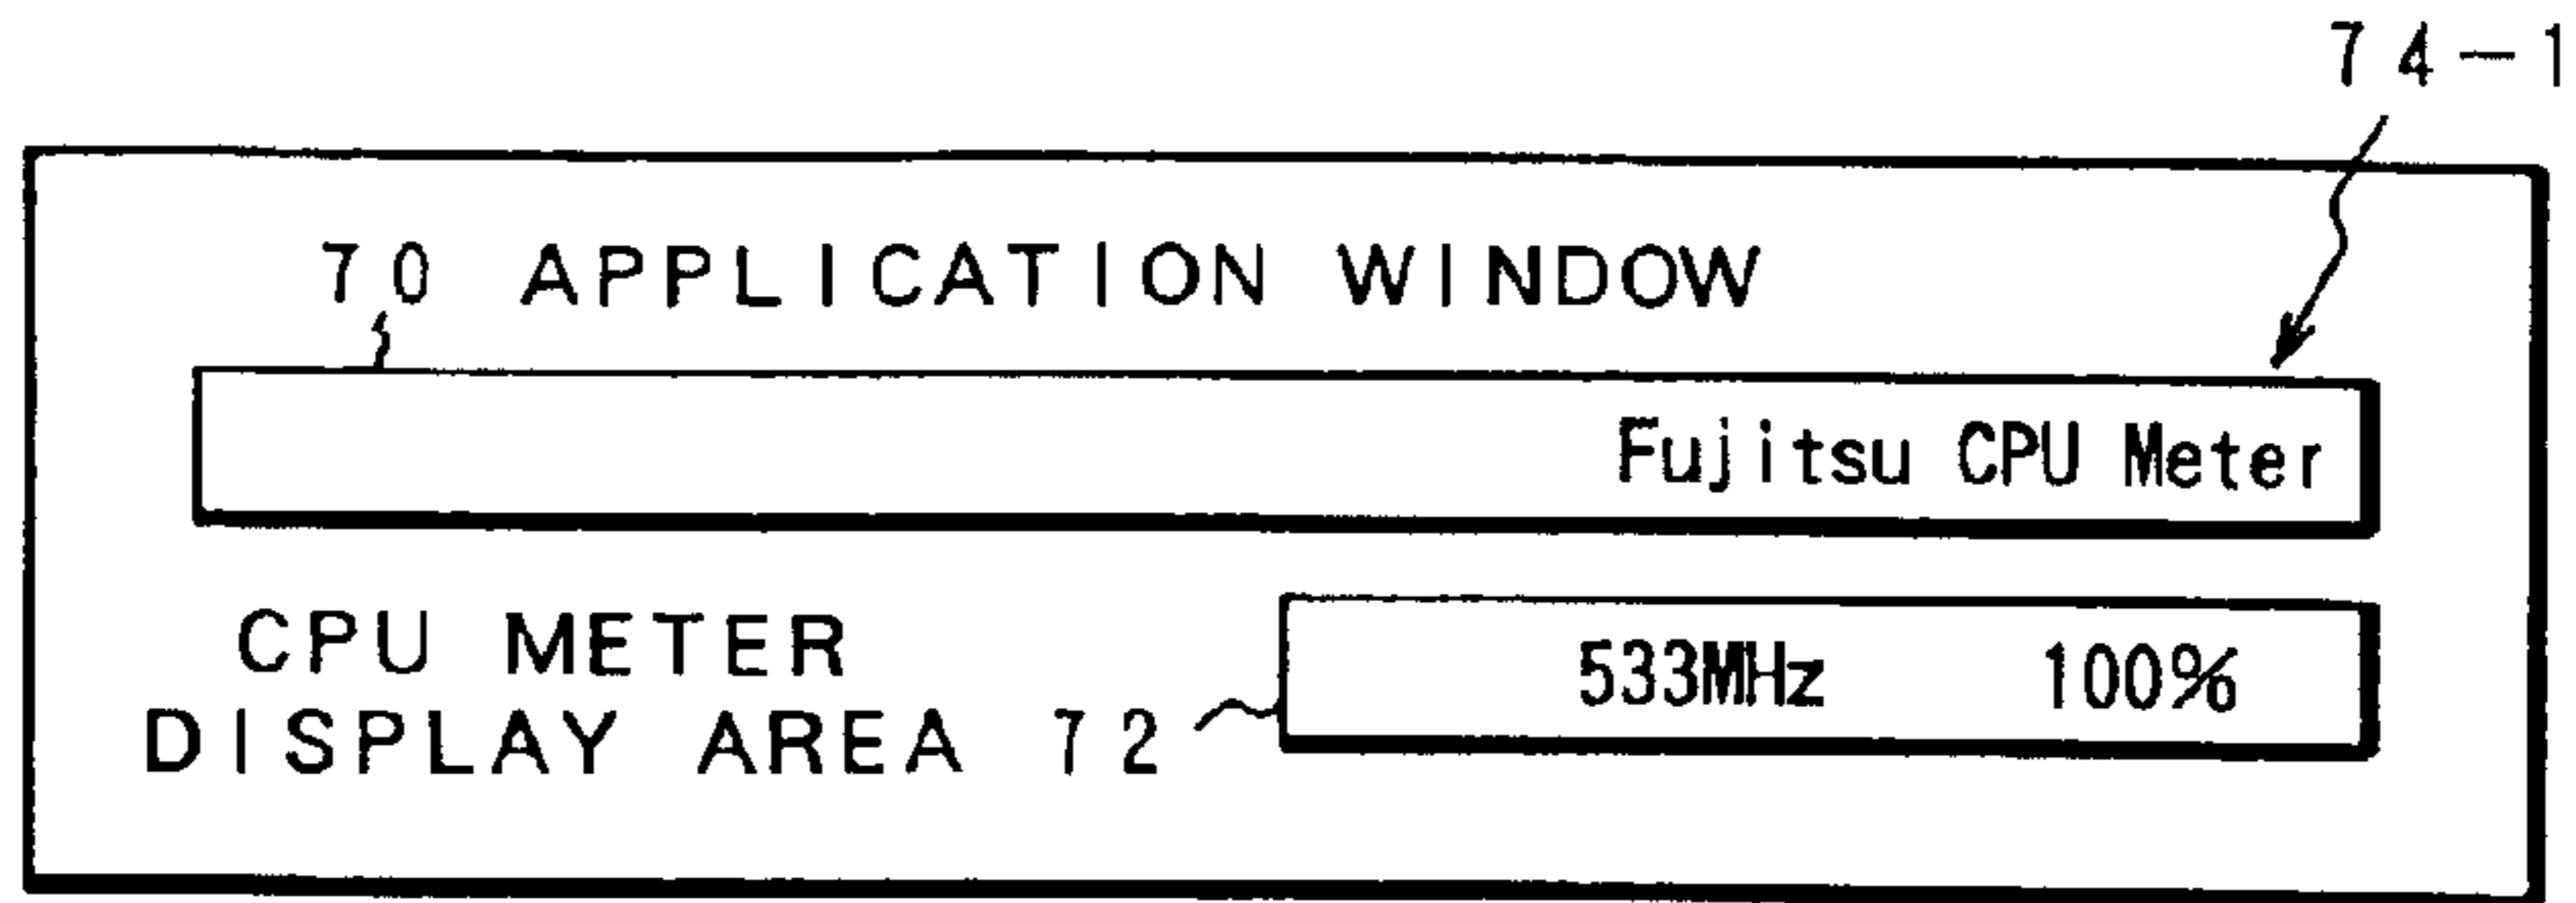 74-1
70 APPLICATION WINDOW
Fujitsu CPU Meter
CPU METER
DISPLAY AREA 72
533MHz 100%